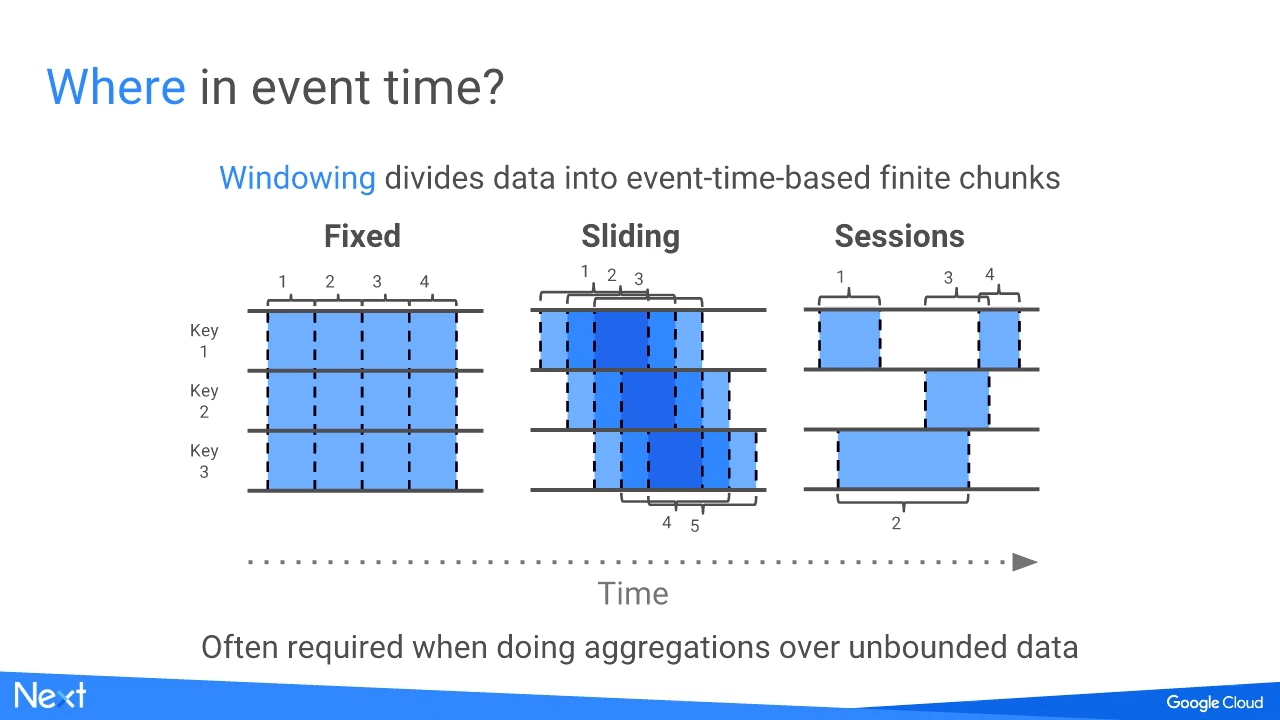 Where in event time?
Windowing divides data into event-time-based finite chunks
Fixed
Sliding
Sessions
1
2
3
4
1
2
3
1
3
4
Key
1
Key
2
Key
3
4
5
2
Time
Often required when doing aggregations over unbounded data
Next
Google Cloud